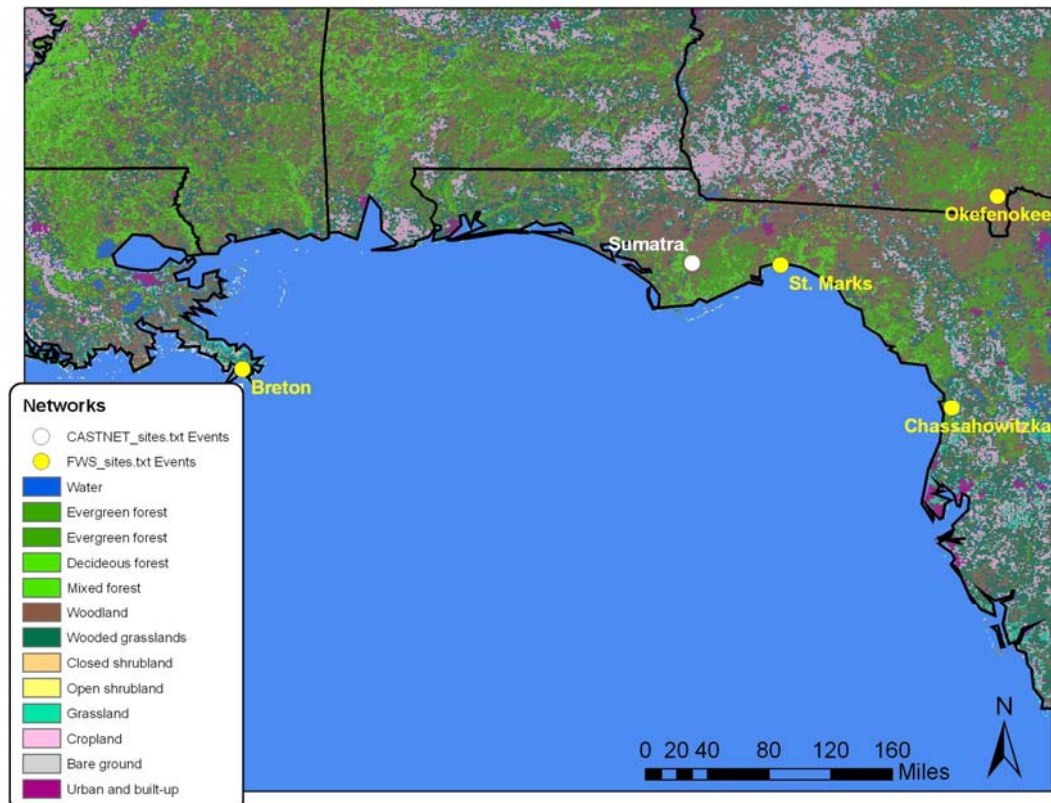 Okefenokee
Sumatra
St. Marks
Breton
Chassahowitzka
Networks
CASTNET_sites.txt Events
FWS_sites.txt Events
Water
Evergreen forest
Evergreen forest
Decideous forest
Mixed forest
Woodland
Wooded grasslands
Closed shrubland
Open shrubland
Grassland
Cropland
Bare ground
Urban and built-up
N
0 20 40 80 120 160
Miles